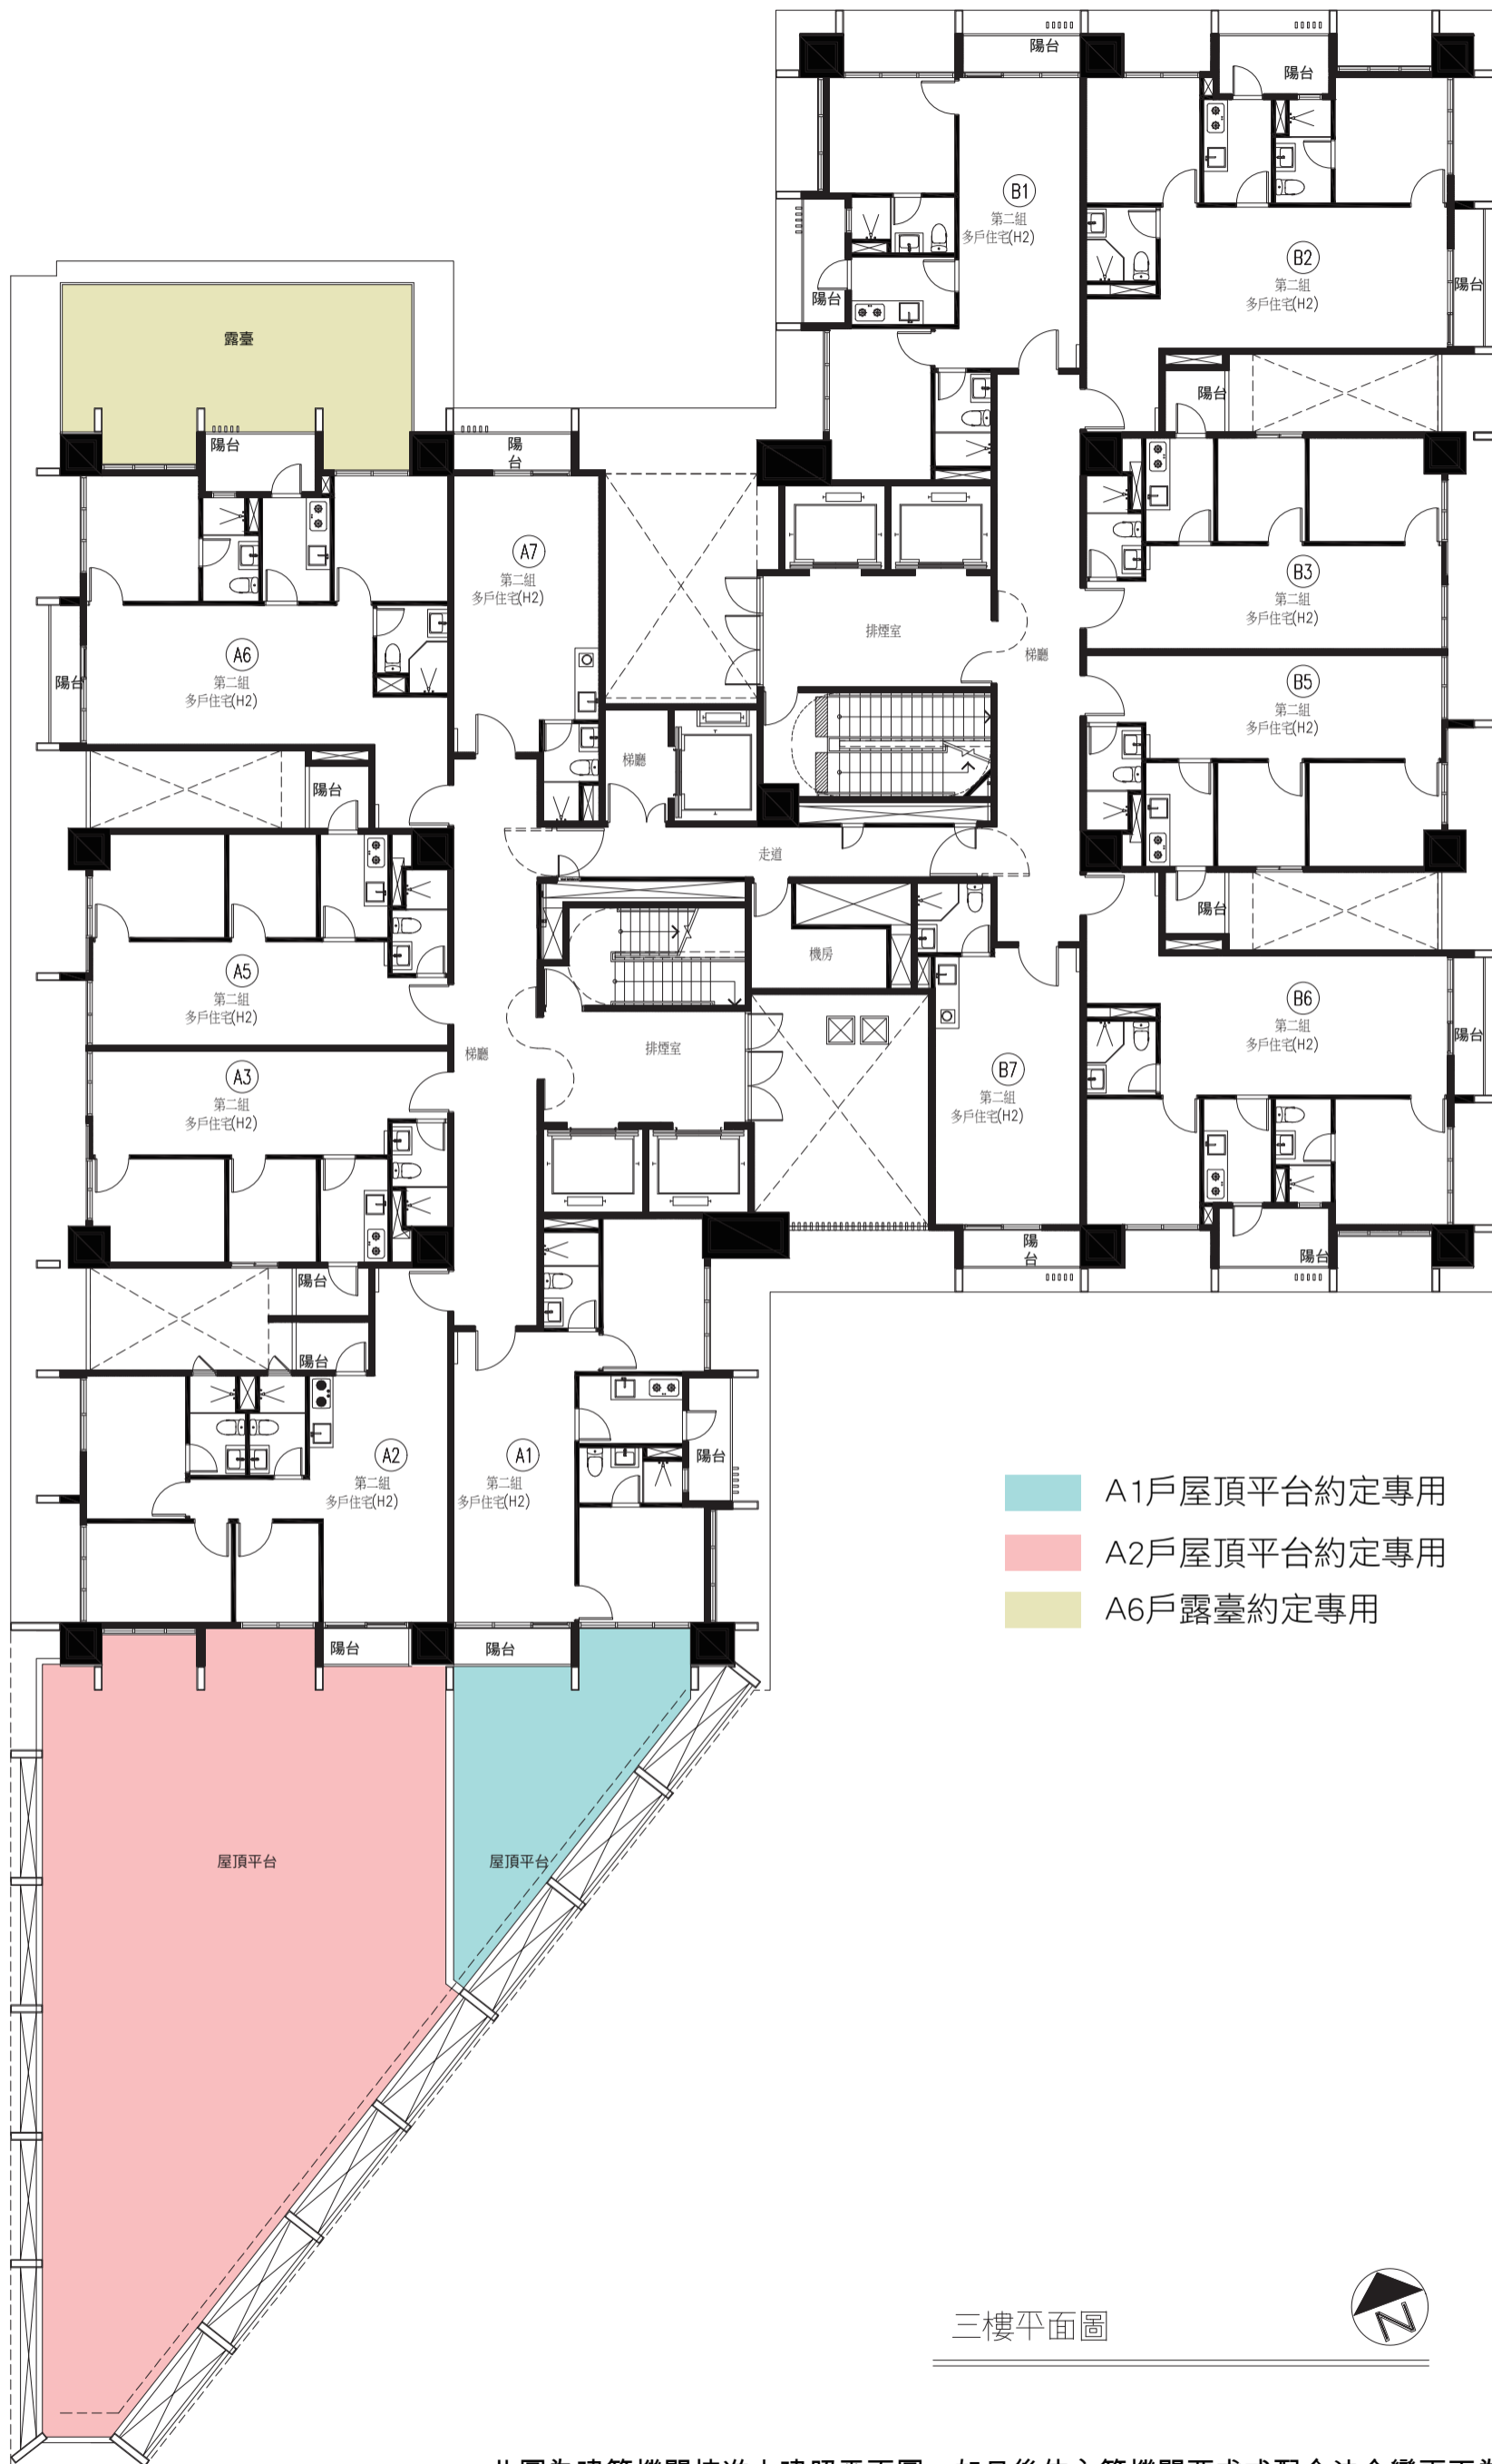 陽台
陽台
B1
第二組
多戶住宅(H2)
B2
第二組
多戶住宅(H2)
陽台
陽台
露臺
陽台
陽台
陽
台
A7
第二組
多戶住宅(H2)
B3
第二組
多戶住宅(H2)
排煙室
梯廳
A6
第二組
多戶住宅(H2)
陽台
B5
第二組
多戶住宅(H2)
梯廳
陽台
走道
陽台
機房
A5
第二組
多戶住宅(H2)
B6
第二組
多戶住宅(H2)
陽台
梯廳
排煙室
A3
第二組
多戶住宅(H2)
B7
第二組
多戶住宅(H2)
陽
台
陽台
陽台
陽台
A2
第二組
多戶住宅(H2)
A1
第二組
多戶住宅(H2)
陽台
A1戶屋頂平台約定專用
A2戶屋頂平台約定專用
A6戶露臺約定專用
陽台
陽台
屋頂平台
屋頂平台
三樓平面圖
N